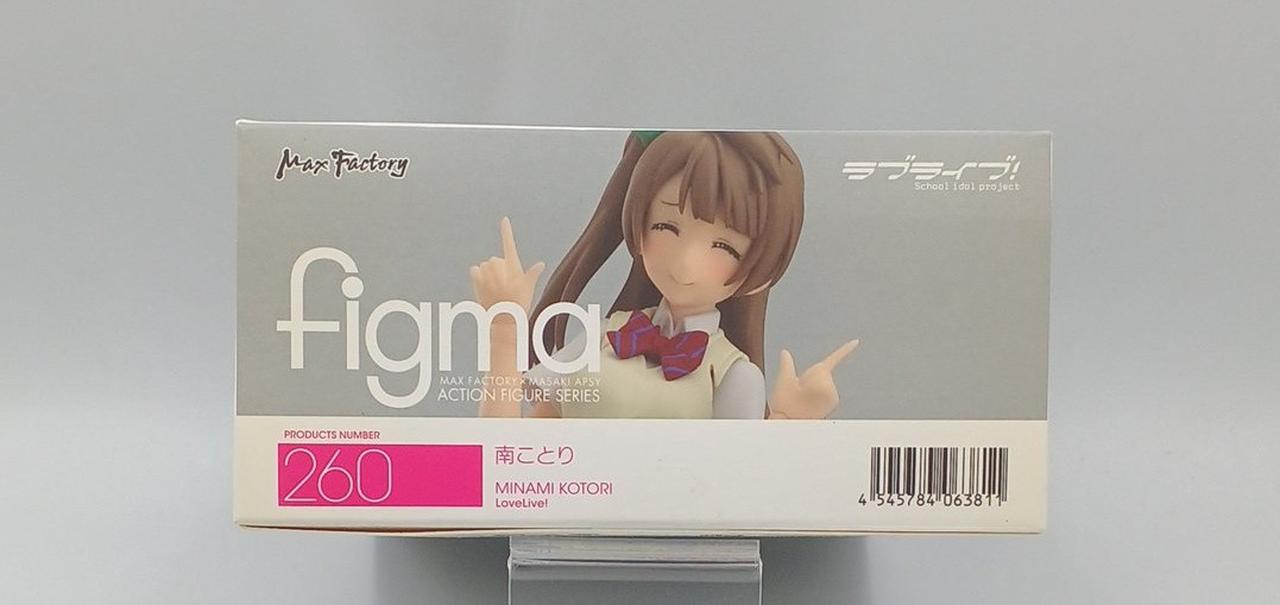 Max Factory
ラブライブ!
School idol project
figma
MAX FACTORY × MASAKI APSY
ACTION FIGURE SERIES
PRODUCTS NUMBER
260
南ことり
MINAMI KOTORI
LoveLive!
4 545784 063811